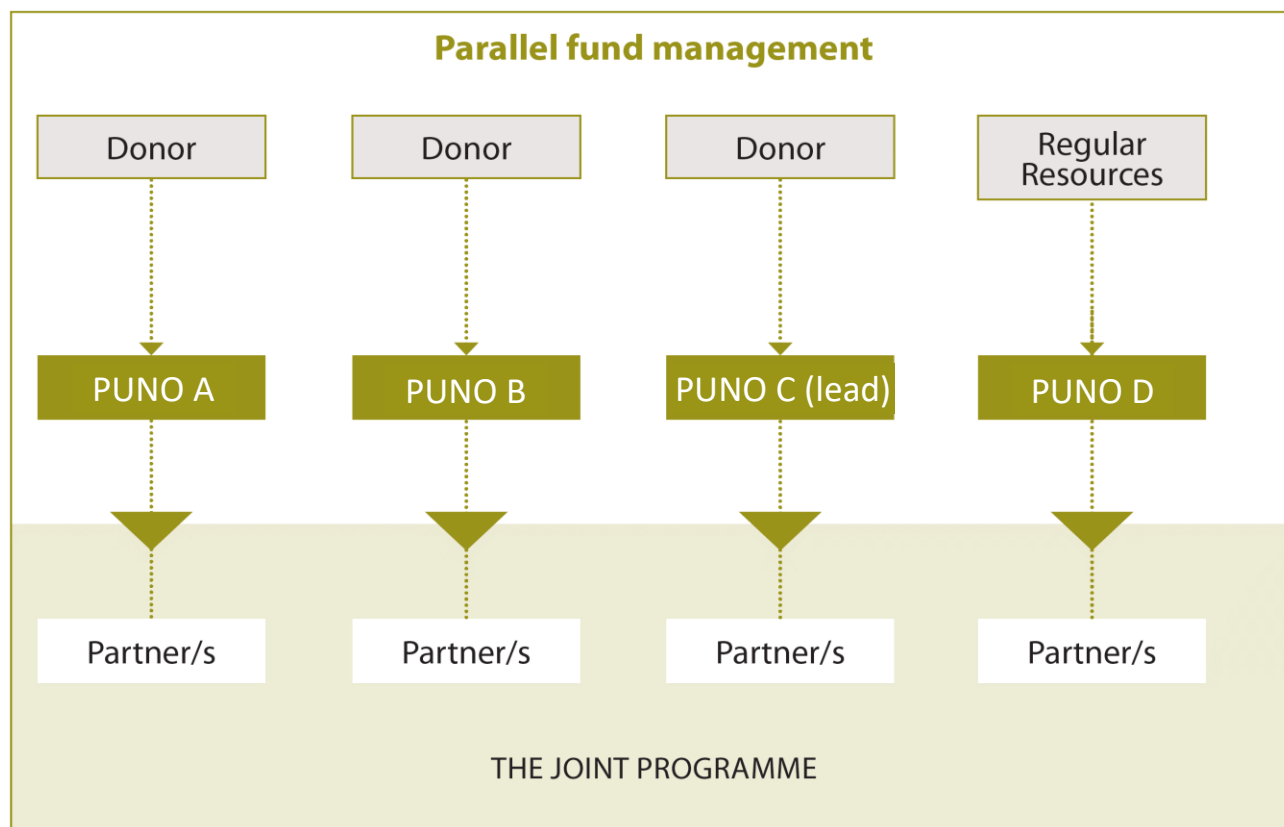 Parallel fund management
Donor
Donor
Donor
Regular
Resources
PUNO A
PUNO B
PUNO C (lead)
PUNO D
Partner/s
Partner/s
Partner/s
Partner/s
THE JOINT PROGRAMME